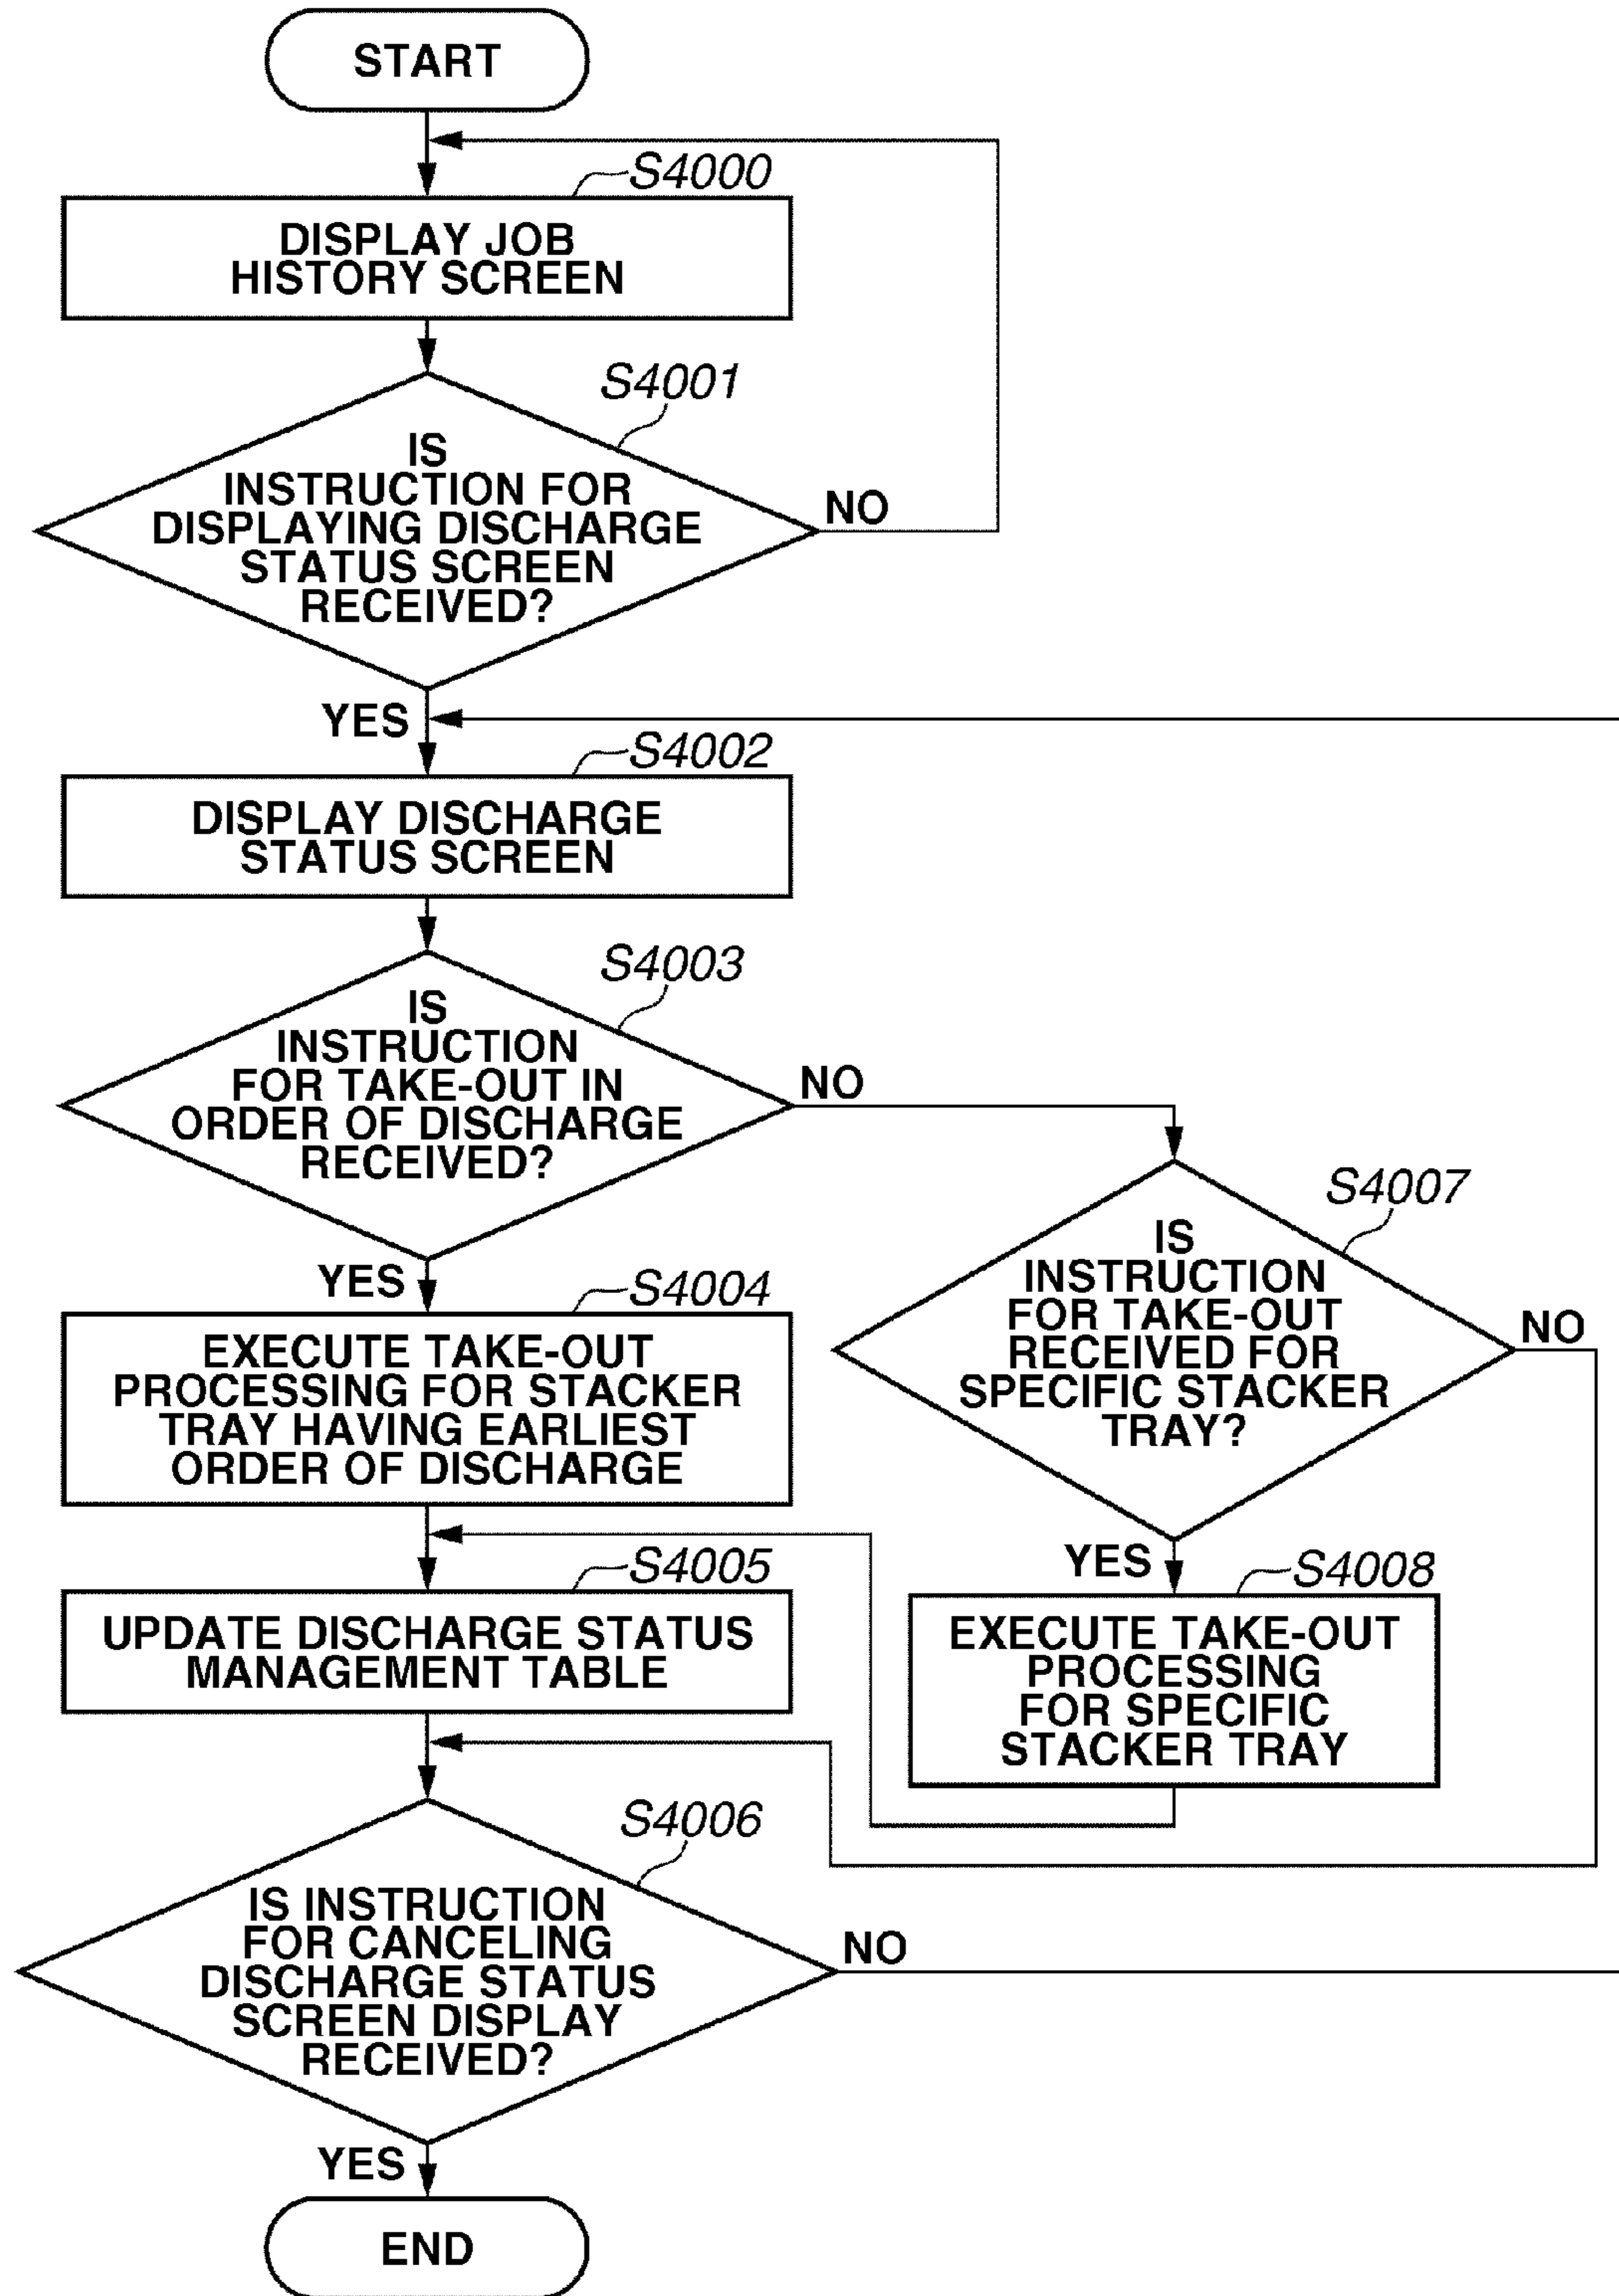 START
S4000
DISPLAY JOB
HISTORY SCREEN
S4001
IS
INSTRUCTION FOR
DISPLAYING DISCHARGE
STATUS SCREEN
RECEIVED?
NO
YES
S4002
DISPLAY DISCHARGE
STATUS SCREEN
S4003
IS
INSTRUCTION
FOR TAKE-OUT IN
ORDER OF DISCHARGE
RECEIVED?
NO
YES
S4004
EXECUTE TAKE-OUT
PROCESSING FOR STACKER
TRAY HAVING EARLIEST
ORDER OF DISCHARGE
S4007
IS
INSTRUCTION
FOR TAKE-OUT
RECEIVED FOR
SPECIFIC STACKER
TRAY?
NO
YES
S4008
EXECUTE TAKE-OUT
PROCESSING
FOR SPECIFIC
STACKER TRAY
S4005
UPDATE DISCHARGE STATUS
MANAGEMENT TABLE
S4006
IS INSTRUCTION
FOR CANCELING
DISCHARGE STATUS
SCREEN DISPLAY
RECEIVED?
NO
YES
END